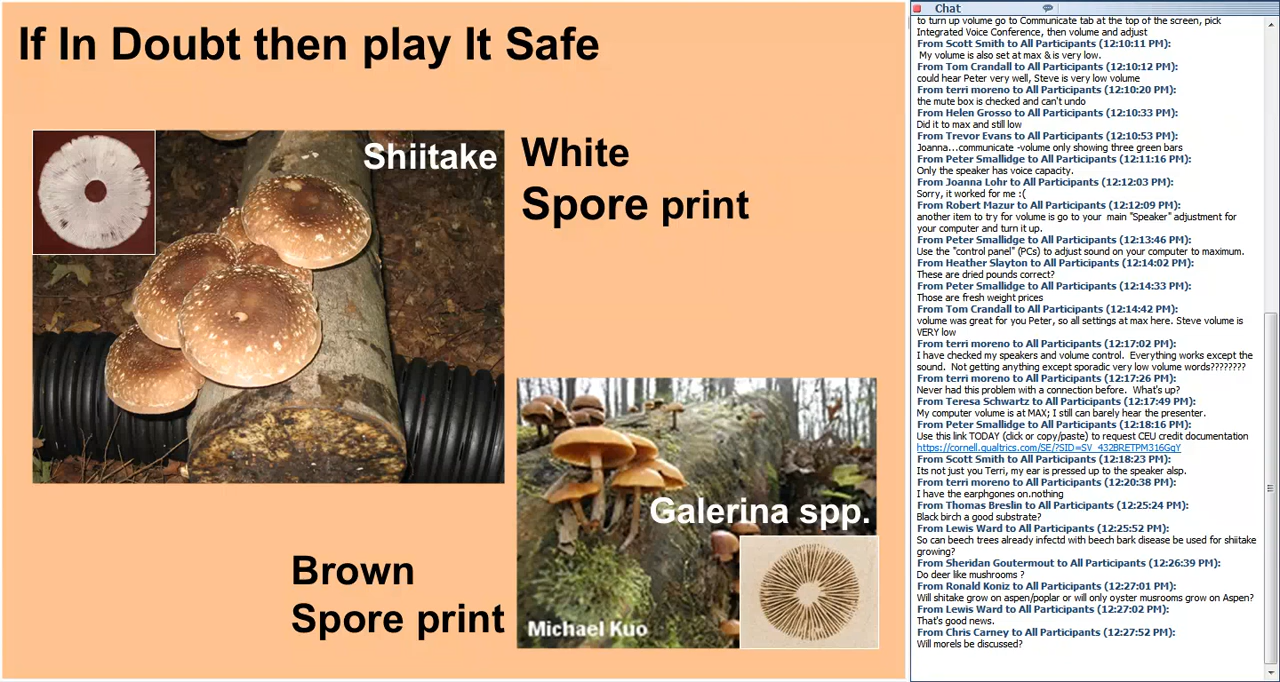 If In Doubt then play It Safe
Shiitake
White
Spore print
Galerina spp.
Brown
Spore print
Michael Kuo
Chat
to turn up volume go to Communicate tab at the top of the screen, pick
Integrated Voice Conference, then volume and adjust
From Scott Smith to All Participants (12:10:11 PM):
My volume is also set at max & is very low.
From Tom Crandall to All Participants (12:10:12 PM):
could hear Peter very well, Steve is very low volume
From terri moreno to All Participants (12:10:20 PM):
the mute box is checked and can't undo
From Helen Grosso to All Participants (12:10:33 PM):
Did it to max and still low
From Trevor Evans to All Participants (12:10:53 PM):
Joanna...communicate -volume only showing three green bars
From Peter Smallidge to All Participants (12:11:16 PM):
Only the speaker has voice capacity.
From Joanna Lohr to All Participants (12:12:03 PM):
Sorry, it worked for me :(
From Robert Mazur to All Participants (12:12:09 PM):
another item to try for volume is go to your main "Speaker" adjustment for
your computer and turn it up.
From Peter Smallidge to All Participants (12:13:46 PM):
Use the "control panel" (PCs) to adjust sound on your computer to maximum.
From Heather Slayton to All Participants (12:14:02 PM):
These are dried pounds correct?
From Peter Smallidge to All Participants (12:14:33 PM):
Those are fresh weight prices
From Tom Crandall to All Participants (12:14:42 PM):
volume was great for you Peter, so all settings at max here. Steve volume is
VERY low
From terri moreno to All Participants (12:17:02 PM):
I have checked my speakers and volume control. Everything works except the
sound. Not getting anything except sporadic very low volume words????????
From terri moreno to All Participants (12:17:26 PM):
Never had this problem with a connection before. What's up?
From Teresa Schwartz to All Participants (12:17:49 PM):
My computer volume is at MAX; I still can barely hear the presenter.
From Peter Smallidge to All Participants (12:18:16 PM):
Use this link TODAY (click or copy/paste) to request CEU credit documentation
https://cornell.qualtrics.com/SE/?SID=SV_432BRETPM316GgY
From Scott Smith to All Participants (12:18:23 PM):
Its not just you Terri, my ear is pressed up to the speaker alsp.
From terri moreno to All Participants (12:20:38 PM):
I have the earphgones on.nothing
From Thomas Breslin to All Participants (12:25:24 PM):
Black birch a good substrate?
From Lewis Ward to All Participants (12:25:52 PM):
So can beech trees already infectd with beech bark disease be used for shiitake
growing?
From Sheridan Goutermout to All Participants (12:26:39 PM):
Do deer like mushrooms ?
From Ronald Koniz to All Participants (12:27:01 PM):
Will shitake grow on aspen/poplar or will only oyster musrooms grow on Aspen?
From Lewis Ward to All Participants (12:27:02 PM):
That's good news.
From Chris Carney to All Participants (12:27:52 PM):
Will morels be discussed?